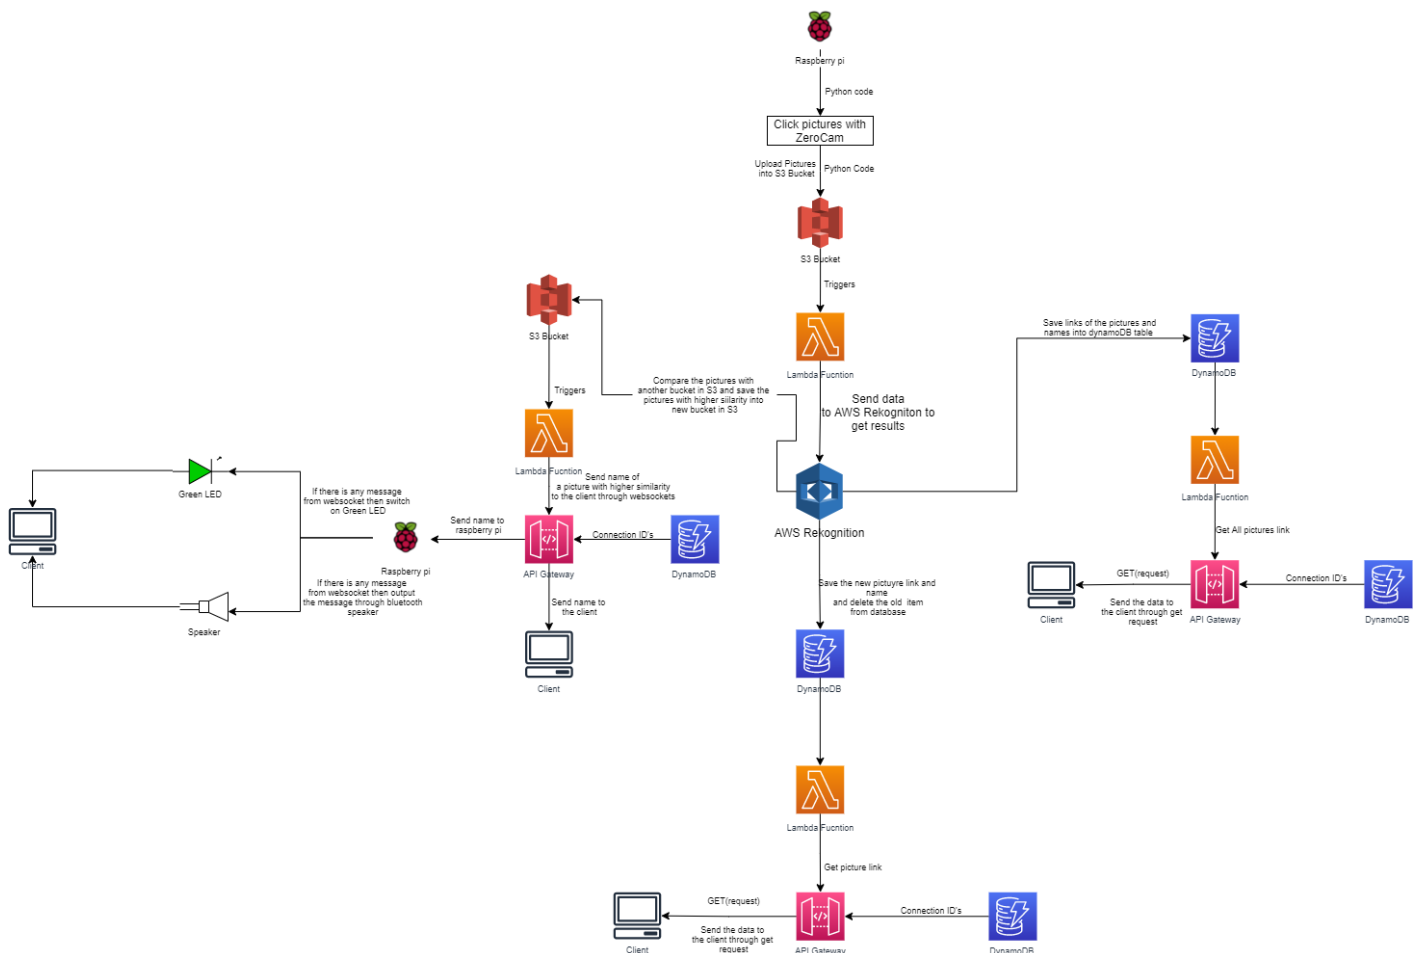 Raspberry pi
Python code
Click pictures with
ZeroCam
Upload Pictures
into S3 Bucket
Python Code
S3 Bucket
Triggers
Lambda Fucntion
Send data
to AWS Rekogniton to
get results
AWS Rekognition
Compare the pictures with
another bucket in S3 and save the
pictures with higher siilarity into
new bucket in S3
S3 Bucket
Triggers
Lambda Fucntion
Send name of
a picture with higher similarity
to the client through websockets
API Gateway
Connection ID's
DynamoDB
Send name to
the client
Client
Send name to
raspberry pi
Raspberry pi
If there is any message
from websocket then switch
on Green LED
Green LED
If there is any message
from websocket then output
the message through bluetooth
speaker
Speaker
Client
Save links of the pictures and
names into dynamoDB table
DynamoDB
Lambda Fucntion
Get All pictures link
API Gateway
Connection ID's
DynamoDB
GET(request)
Send the data to
the client through get
request
Client
Save the new pictuyre link and
name
and delete the old item
from database
DynamoDB
Lambda Fucntion
Get picture link
API Gateway
Connection ID's
DynamoDB
GET(request)
Send the data to
the client through get
request
Client